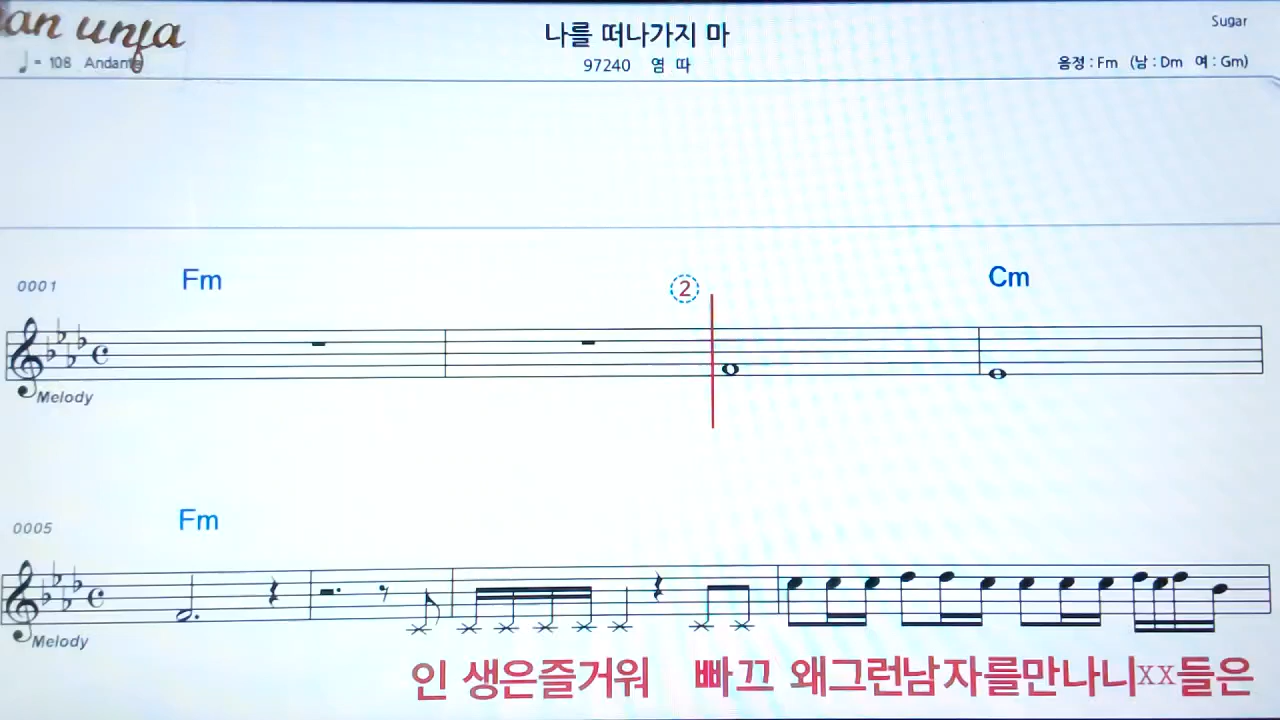 an unfa
나를 떠나가지 마
Sugar
♩ = 108 Andante
97240 염 따
음정 : Fm (남 : Dm 여 : Gm)
0001
Fm
②
Cm
Melody
0005
Fm
Melody
인 생은즐거워 빠끄 왜그런남자를만나니xx들은